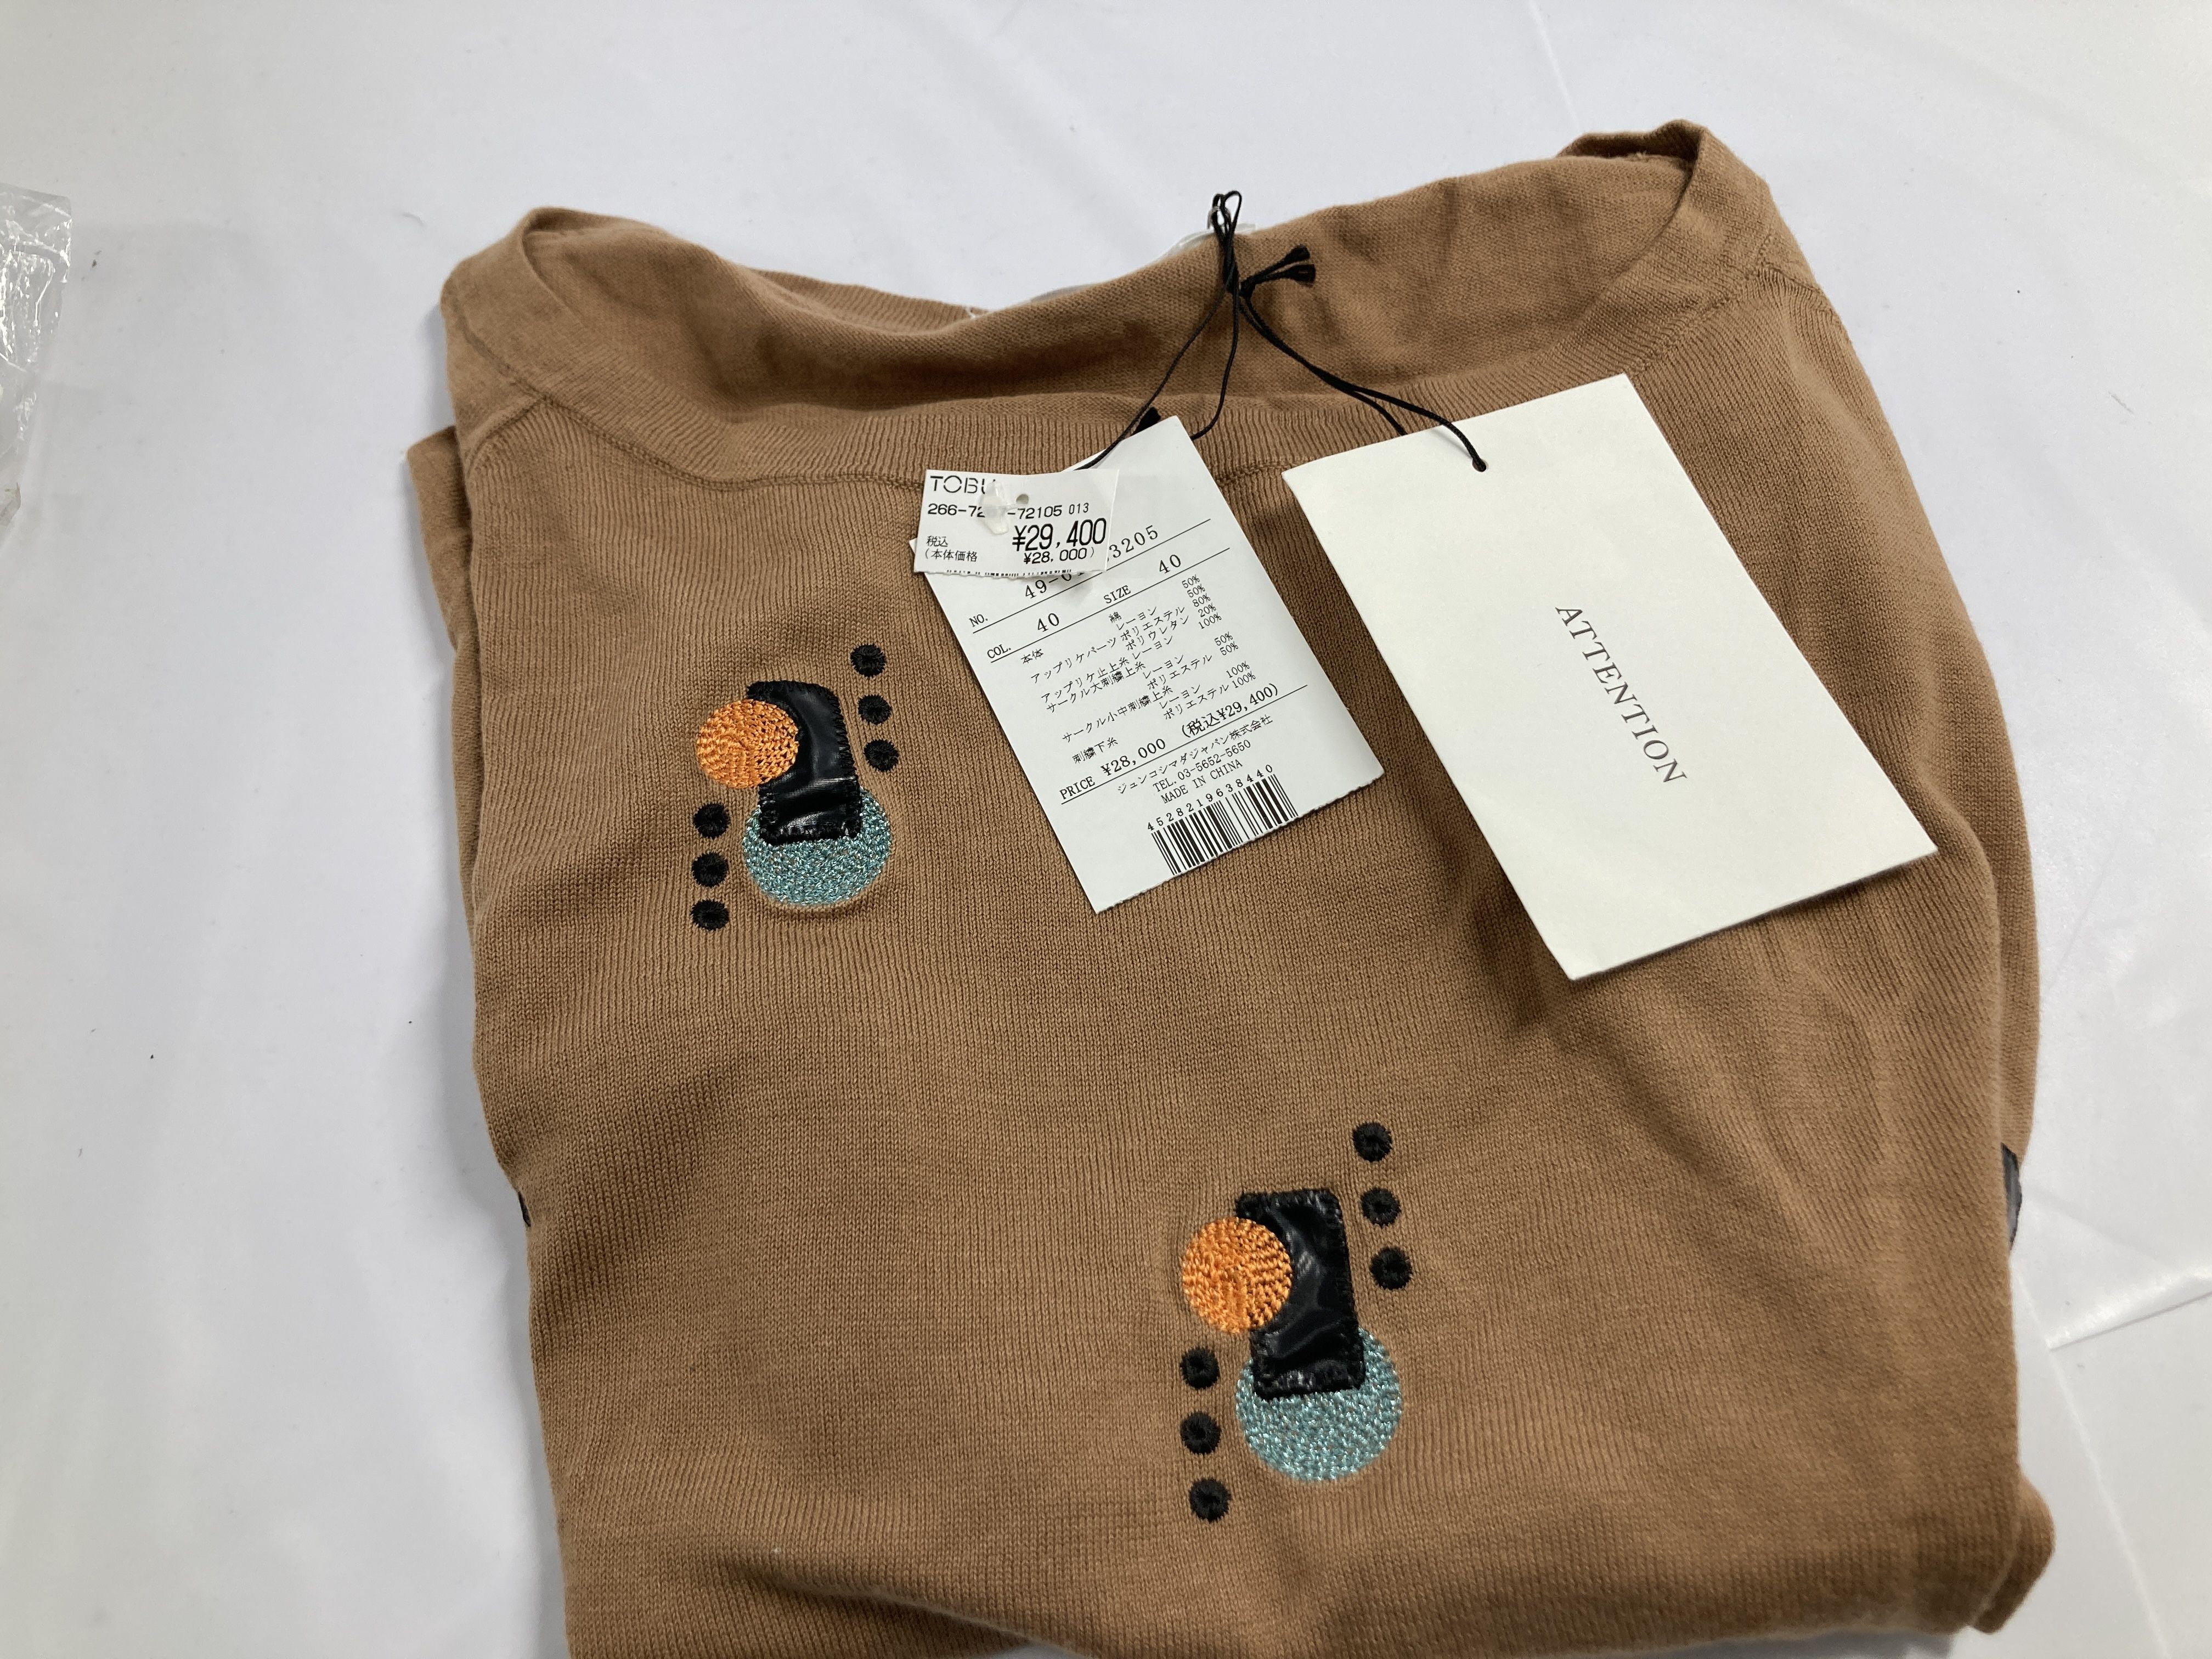 TOBU
013
税込 ¥29,400
(本体価格 ¥28,000)
NO. 3205
COL. 40 SIZE 40
本体 綿 50%
レーヨン 50%
アップリケパーツ ポリエステル 80%
ポリウレタン 20%
アップリケ止上糸 レーヨン 100%
サークル大刺繍上糸 レーヨン 50%
ポリエステル 50%
サークル小中刺繍上糸 レーヨン 100%
刺繍下糸 ポリエステル 100%
PRICE ¥28,000 (税込¥29,400)
ジュンコシマダジャパン株式会社
TEL.03-5652-5650
MADE IN CHINA
4528219638440
ATTENTION